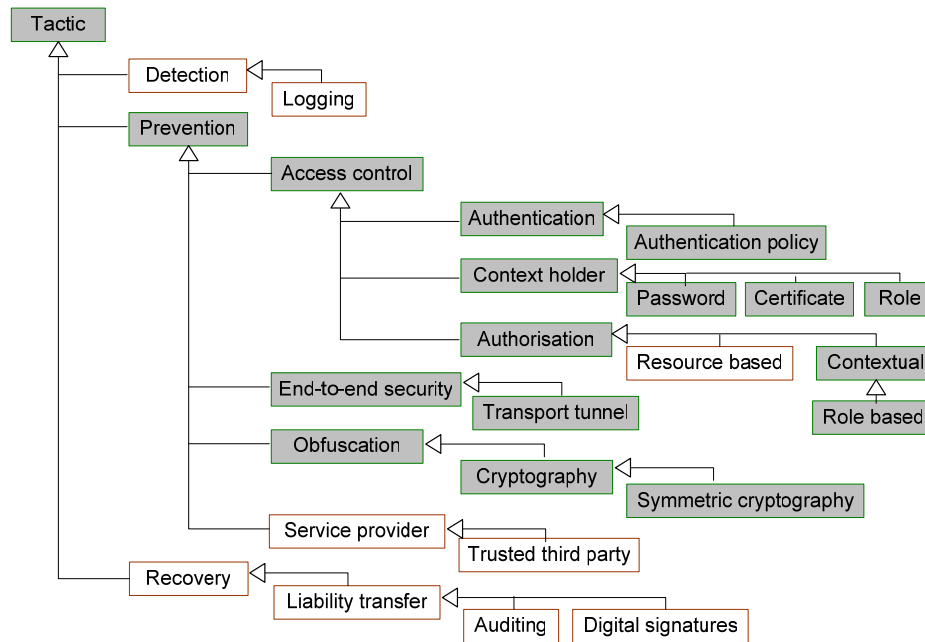 Tactic
Detection
Logging
Prevention
Access control
Authentication
Authentication policy
Context holder
Password
Certificate
Role
Authorisation
Resource based
Contextual
Role based
End-to-end security
Transport tunnel
Obfuscation
Cryptography
Symmetric cryptography
Service provider
Trusted third party
Recovery
Liability transfer
Auditing
Digital signatures